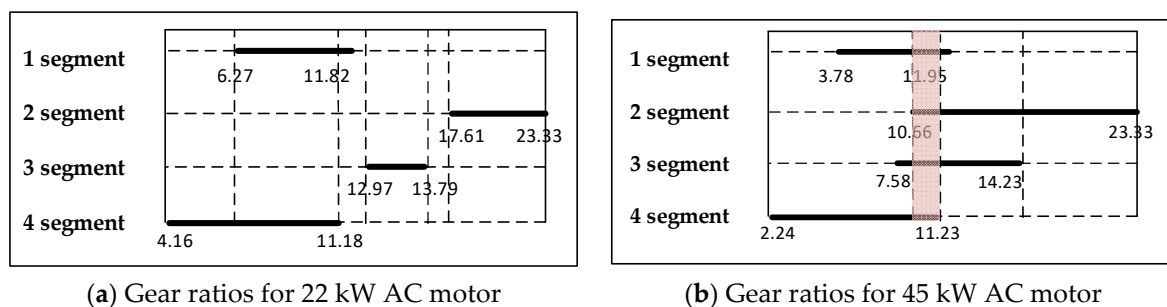 1 segment
6.27 11.82
2 segment
17.61 23.33
3 segment
12.97 13.79
4 segment
4.16 11.18
(a) Gear ratios for 22 kW AC motor
1 segment
3.78 11.95
2 segment
10.66 23.33
3 segment
7.58 14.23
4 segment
2.24 11.23
(b) Gear ratios for 45 kW AC motor